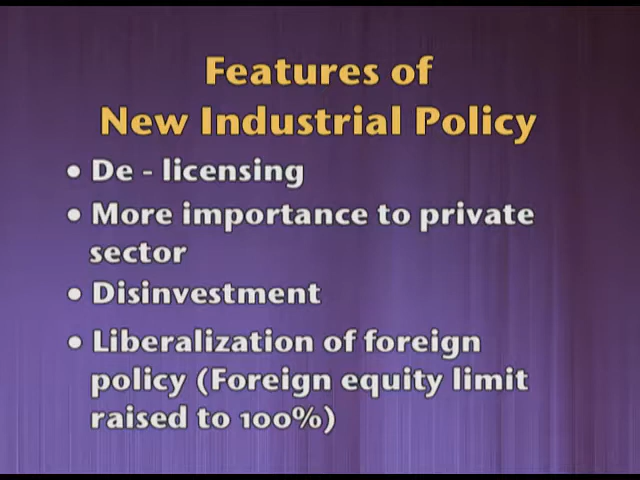 Features of
New Industrial Policy
• De - licensing
• More importance to private
sector
• Disinvestment
• Liberalization of foreign
policy (Foreign equity limit
raised to 100%)